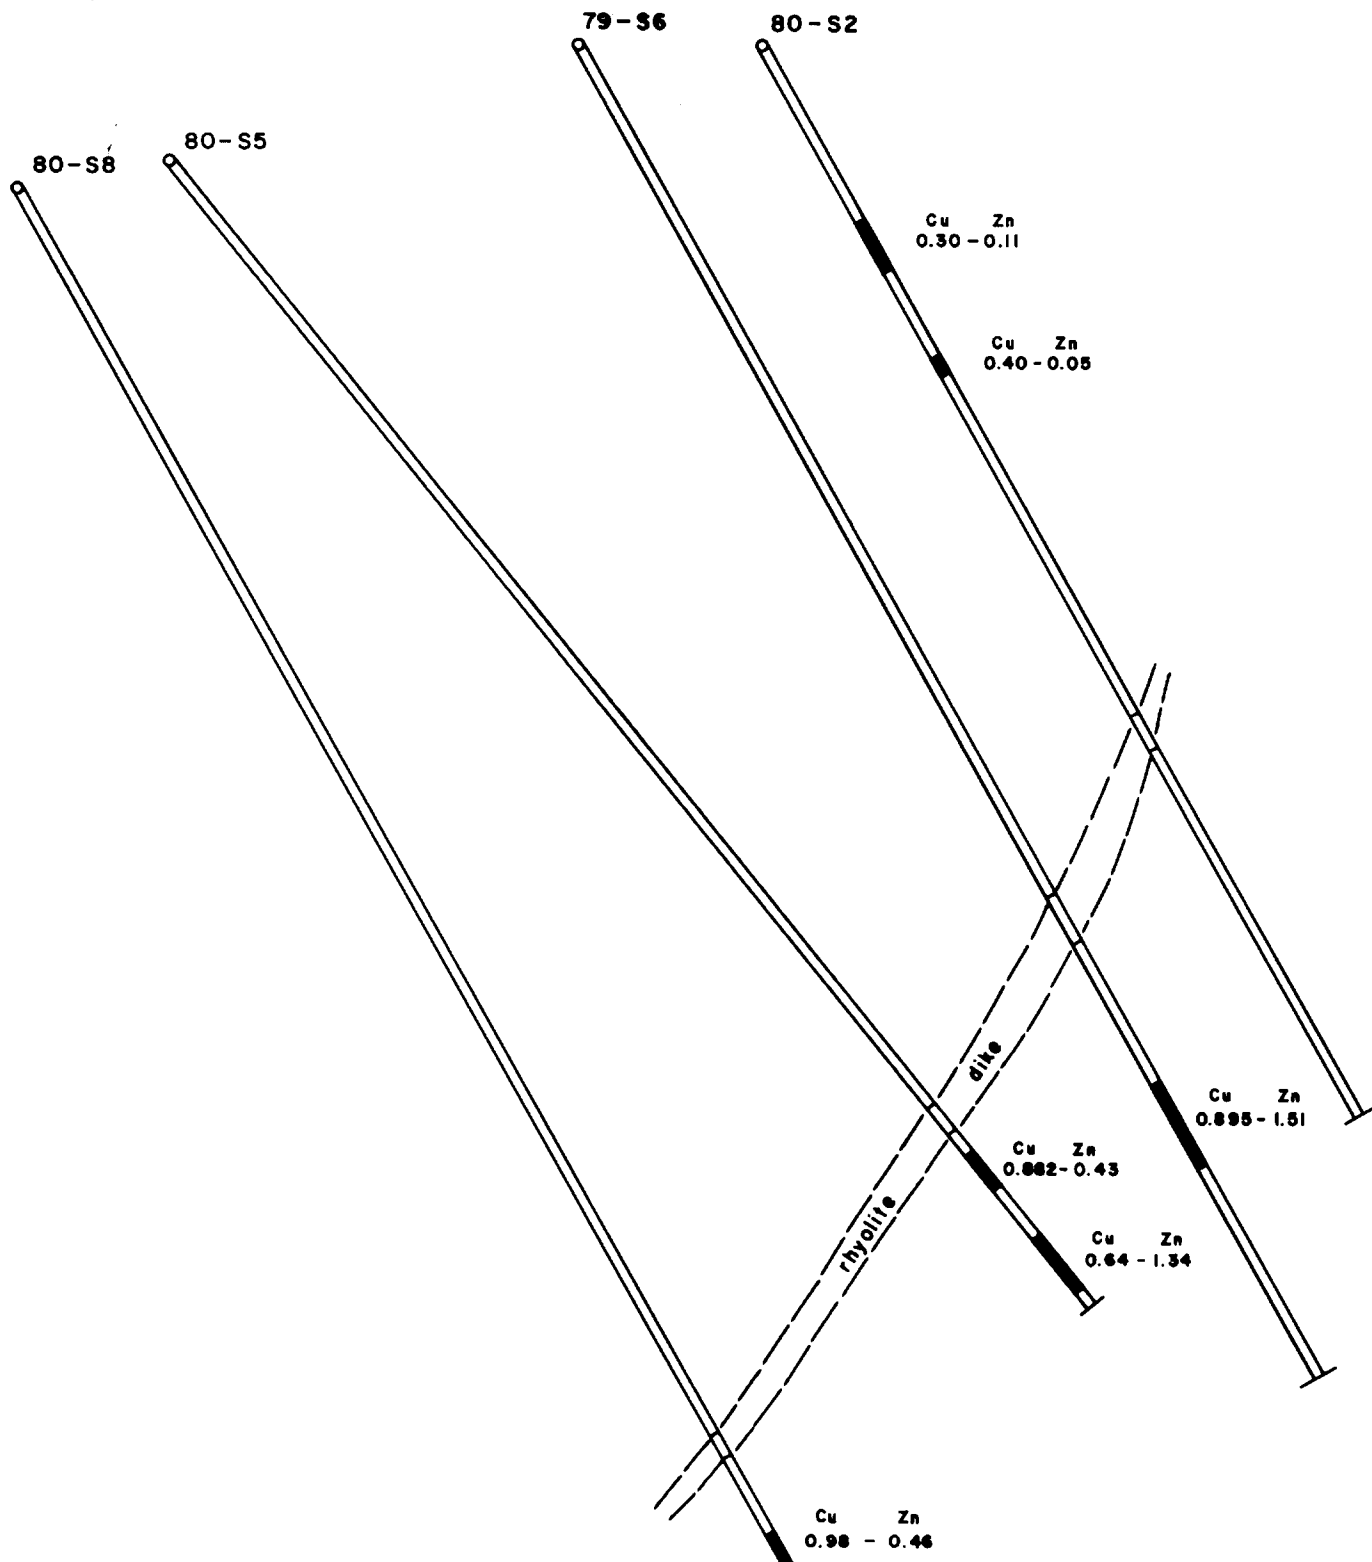 79-S6
80-S2
80-S5
80-S8
Cu Zn
0.30-0.11
Cu Zn
0.40-0.05
dike
Cu Zn
0.895-1.51
Cu Zn
0.882-0.43
rhyolite
Cu Zn
0.64-1.34
Cu Zn
0.98-0.46